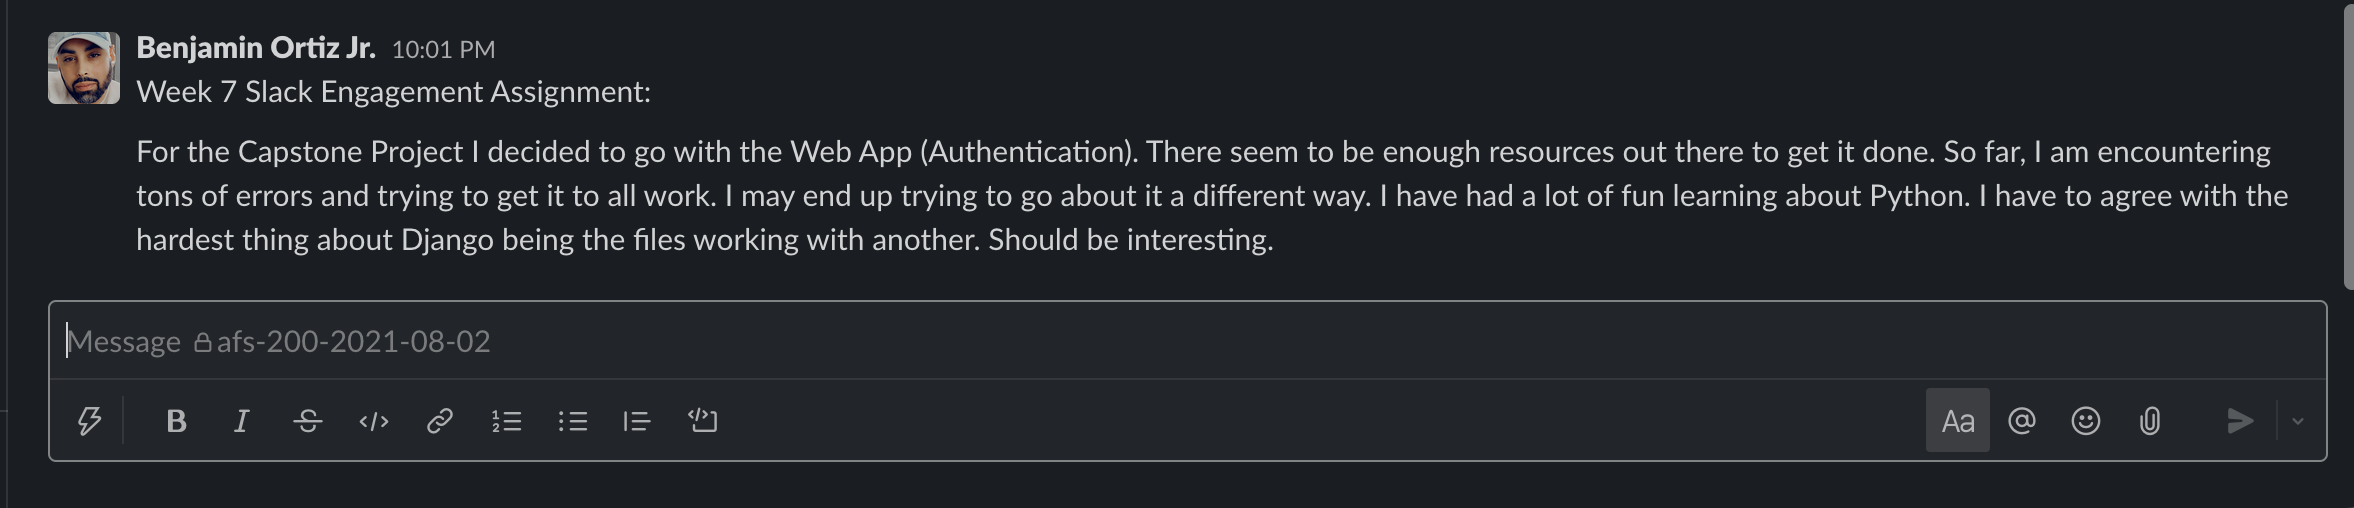 Benjamin Ortiz Jr. 10:01 PM
Week 7 Slack Engagement Assignment:
For the Capstone Project I decided to go with the Web App (Authentication). There seem to be enough resources out there to get it done. So far, I am encountering
tons of errors and trying to get it to all work. I may end up trying to go about it a different way. I have had a lot of fun learning about Python. I have to agree with the
hardest thing about Django being the files working with another. Should be interesting.
Message afs-200-2021-08-02
B I S </> Aa @